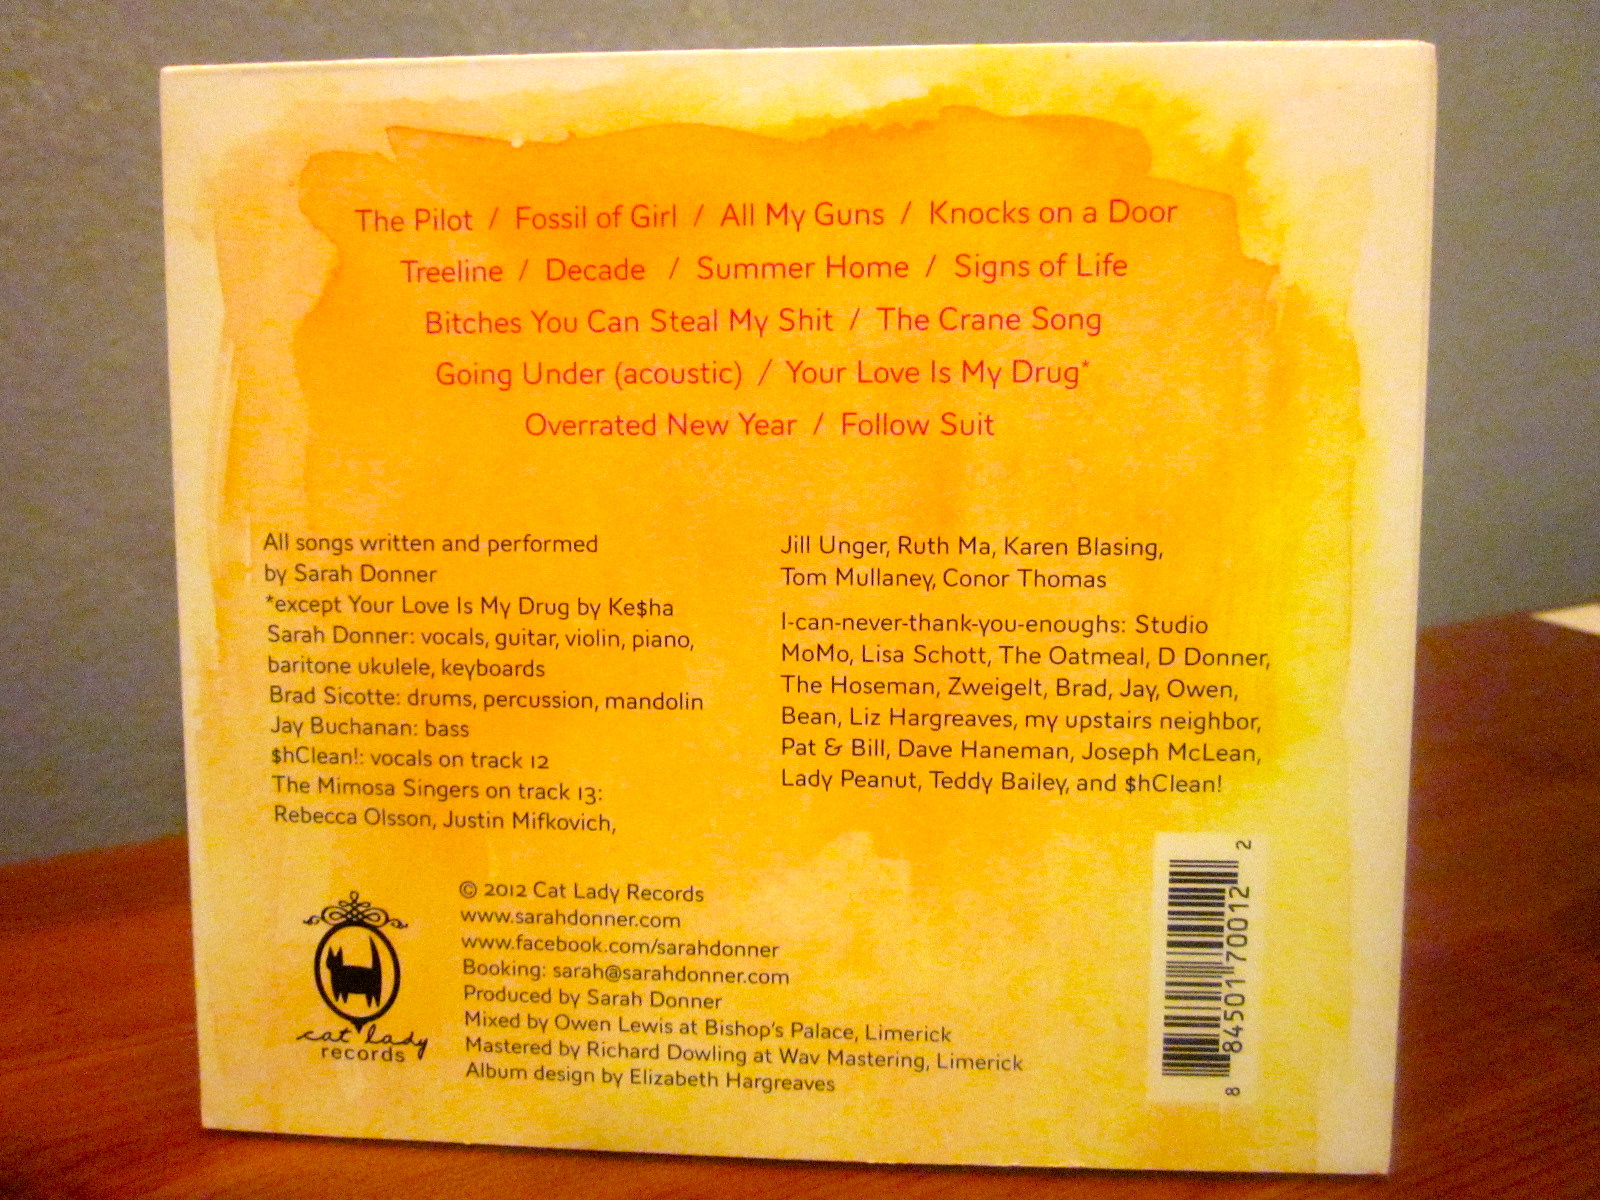 The Pilot / Fossil of Girl / All My Guns / Knocks on a Door
Treeline / Decade / Summer Home / Signs of Life
Bitches You Can Steal My Shit / The Crane Song
Going Under (acoustic) / Your Love Is My Drug*
Overrated New Year / Follow Suit
All songs written and performed
by Sarah Donner
*except Your Love Is My Drug by Ke$ha
Sarah Donner: vocals, guitar, violin, piano,
baritone ukulele, keyboards
Brad Sicotte: drums, percussion, mandolin
Jay Buchanan: bass
$hClean!: vocals on track 12
The Mimosa Singers on track 13:
Rebecca Olsson, Justin Mifkovich,
Jill Unger, Ruth Ma, Karen Blasing,
Tom Mullaney, Conor Thomas
I-can-never-thank-you-enoughs: Studio
MoMo, Lisa Schott, The Oatmeal, D Donner,
The Hoseman, Zweigelt, Brad, Jay, Owen,
Bean, Liz Hargreaves, my upstairs neighbor,
Pat & Bill, Dave Haneman, Joseph McLean,
Lady Peanut, Teddy Bailey, and $hClean!
cat lady
records
© 2012 Cat Lady Records
www.sarahdonner.com
www.facebook.com/sarahdonner
Booking: sarah@sarahdonner.com
Produced by Sarah Donner
Mixed by Owen Lewis at Bishop's Palace, Limerick
Mastered by Richard Dowling at Wav Mastering, Limerick
Album design by Elizabeth Hargreaves
8 84501 70012 2